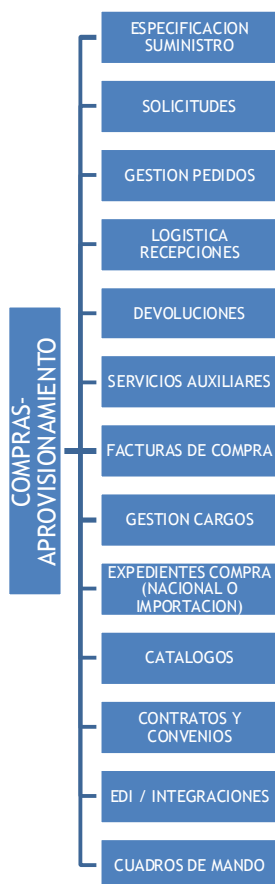 COMPRAS-
APROVISIONAMIENTO
ESPECIFICACION
SUMINISTRO
SOLICITUDES
GESTION PEDIDOS
LOGISTICA
RECEPCIONES
DEVOLUCIONES
SERVICIOS AUXILIARES
FACTURAS DE COMPRA
GESTION CARGOS
EXPEDIENTES COMPRA
(NACIONAL O
IMPORTACION)
CATALOGOS
CONTRATOS Y
CONVENIOS
EDI / INTEGRACIONES
CUADROS DE MANDO